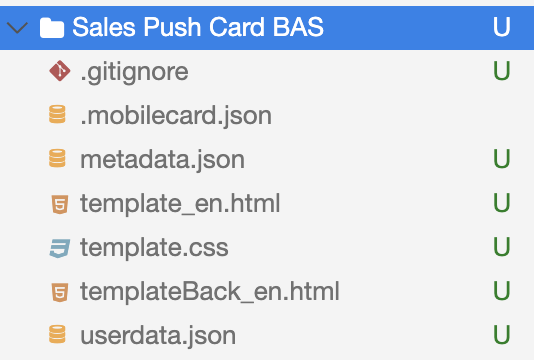 Sales Push Card BAS U
.gitignore U
.mobilecard.json
metadata.json U
template_en.html U
template.css U
templateBack_en.html U
userdata.json U